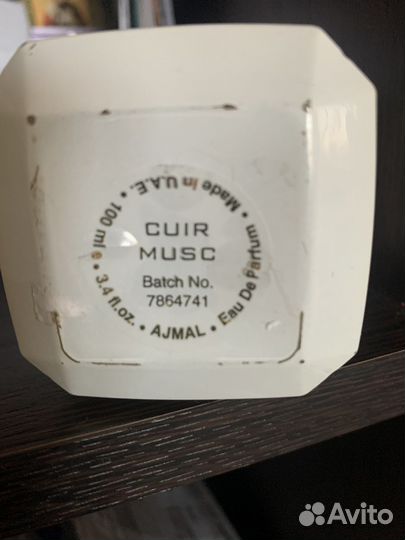 CUIR
MUSC
Batch No.
7864741
100 ml e 3.4 fl.oz. • AJMAL • Eau De Parfum • Made in U.A.E. •
Avito